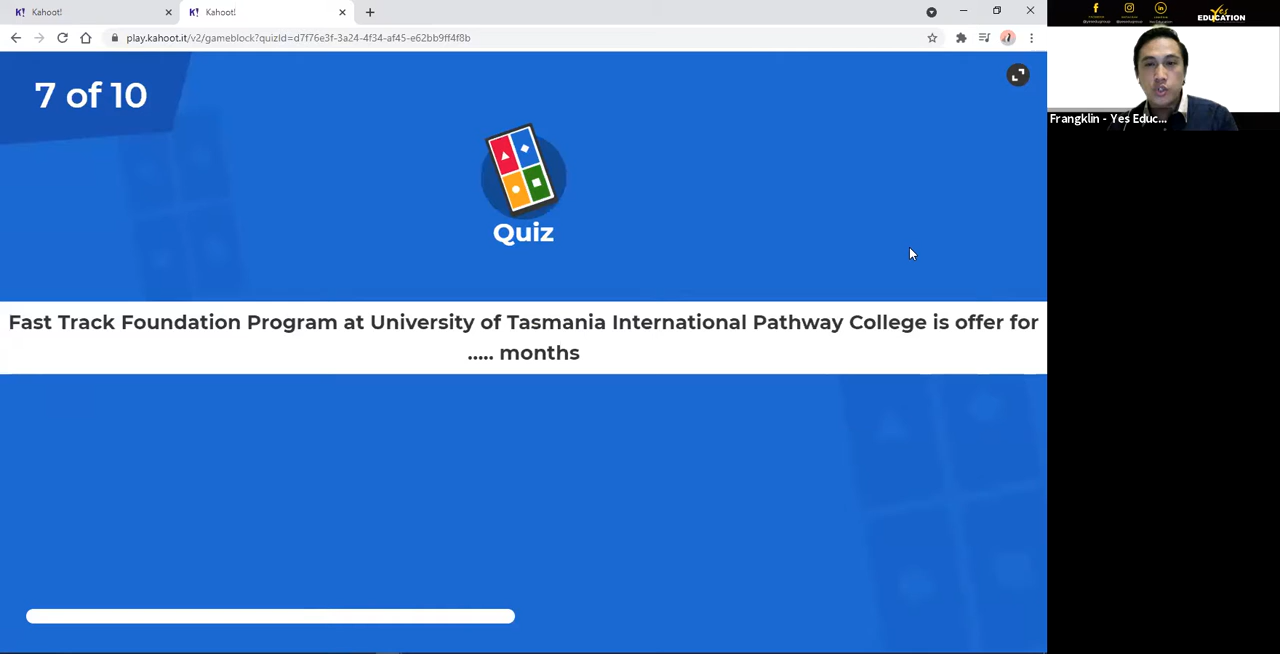 Kahoot!
Kahoot!
play.kahoot.it/v2/gameblock?quizId=d7f76e3f-3a24-4f34-af45-e62bb9ff4f8b
7 of 10
Quiz
Fast Track Foundation Program at University of Tasmania International Pathway College is offer for
..... months
Yes
EDUCATION
Frangklin - Yes Educ...